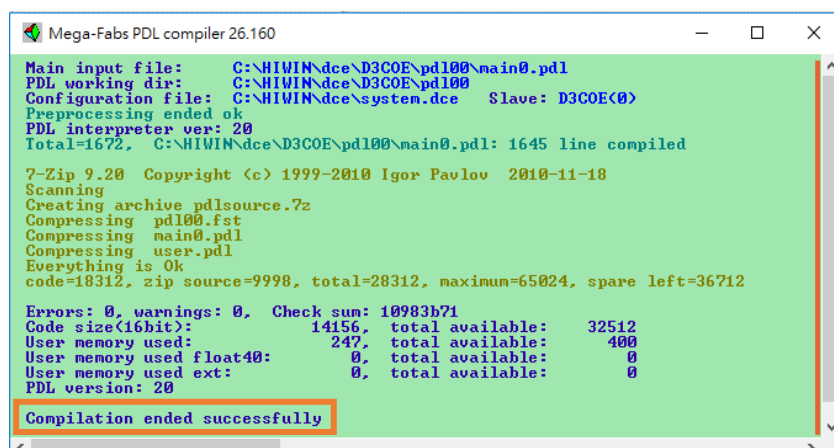 Mega-Fabs PDL compiler 26.160
Main input file: C:\HIWIN\dce\D3COE\pdl00\main0.pdl
PDL working dir: C:\HIWIN\dce\D3COE\pdl00
Configuration file: C:\HIWIN\dce\system.dce Slave: D3COE(0)
Preprocessing ended ok
PDL interpreter ver: 20
Total=1672, C:\HIWIN\dce\D3COE\pdl00\main0.pdl: 1645 line compiled
7-Zip 9.20 Copyright (c) 1999-2010 Igor Pavlov 2010-11-18
Scanning
Creating archive pdlsource.7z
Compressing pdl00.fst
Compressing main0.pdl
Compressing user.pdl
Everything is Ok
code=18312, zip source=9998, total=28312, maximum=65024, spare left=36712
Errors: 0, warnings: 0, Check sum: 10983b71
Code size(16bit): 14156, total available: 32512
User memory used: 247, total available: 400
User memory used float40: 0, total available: 0
User memory used ext: 0, total available: 0
PDL version: 20
Compilation ended successfully